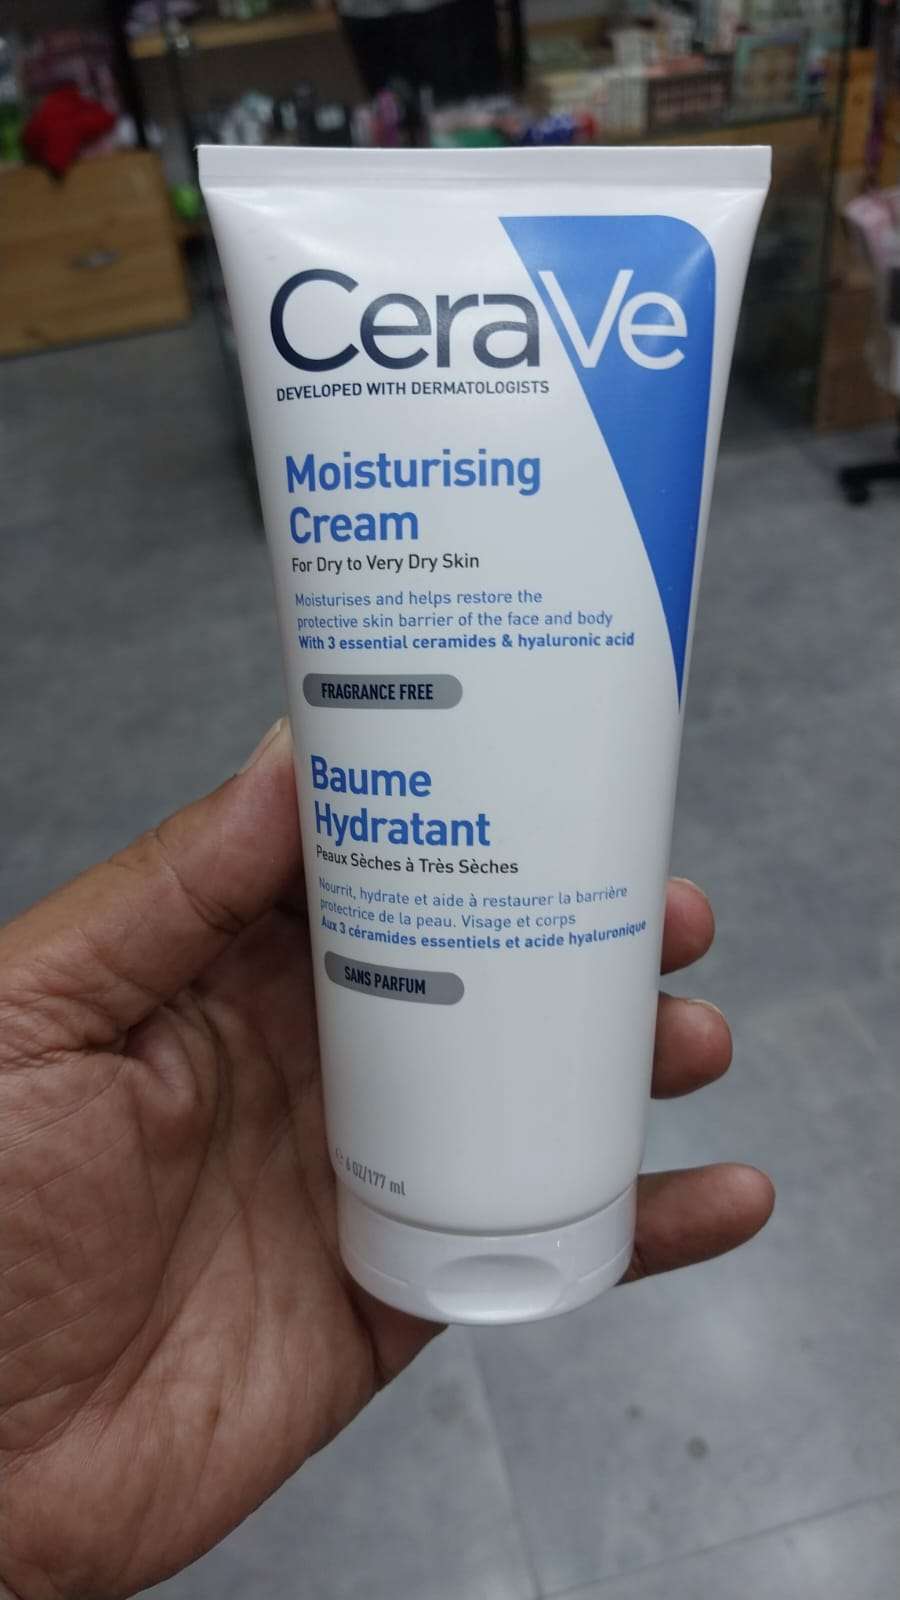 CeraVe
DEVELOPED WITH DERMATOLOGISTS
Moisturising
Cream
For Dry to Very Dry Skin
Moisturises and helps restore the
protective skin barrier of the face and body
With 3 essential ceramides & hyaluronic acid
FRAGRANCE FREE
Baume
Hydratant
Peaux Sèches à Très Sèches
Nourrit, hydrate et aide à restaurer la barrière
protectrice de la peau. Visage et corps
Aux 3 céramides essentiels et acide hyaluronique
SANS PARFUM
6 OZ/177 ml